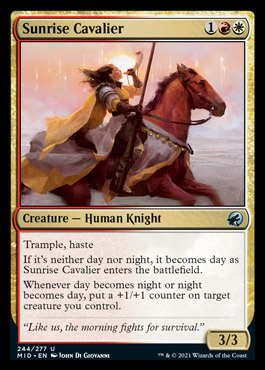 Sunrise Cavalier 1
Creature — Human Knight
Trample, haste
If it's neither day nor night, it becomes day as
Sunrise Cavalier enters the battlefield.
Whenever day becomes night or night
becomes day, put a +1/+1 counter on target
creature you control.
"Like us, the morning fights for survival."
3/3
244/277 U
MID • EN John Di Giovanni
™ & © 2021 Wizards of the Coast